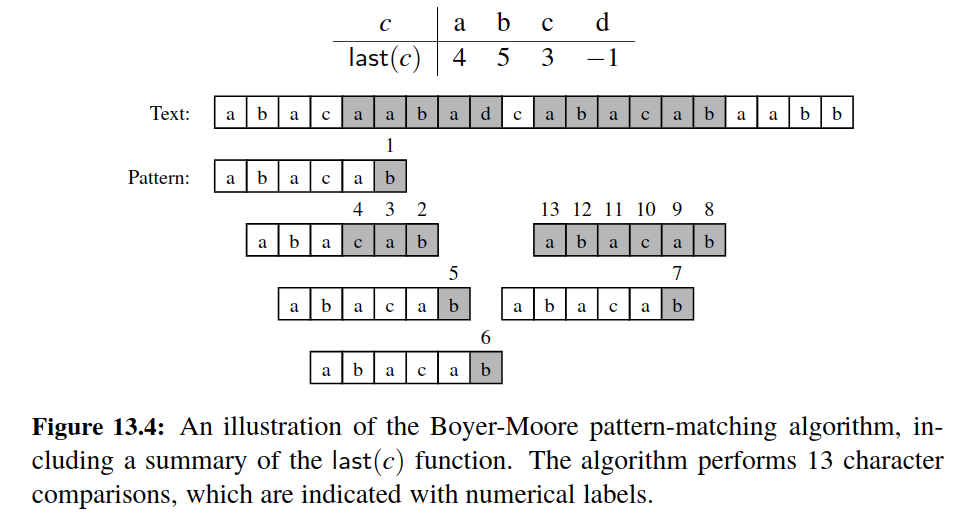 c a b c d
last(c) 4 5 3 −1
Text: a b a c a a b a d c a b a c a b a a b b
1
Pattern: a b a c a b
4 3 2 13 12 11 10 9 8
a b a c a b a b a c a b
5 7
a b a c a b a b a c a b
6
a b a c a b
Figure 13.4: An illustration of the Boyer-Moore pattern-matching algorithm, in-
cluding a summary of the last(c) function. The algorithm performs 13 character
comparisons, which are indicated with numerical labels.